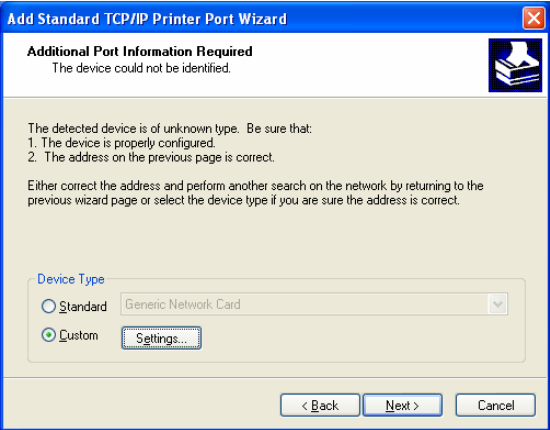 Add Standard TCP/IP Printer Port Wizard
Additional Port Information Required
The device could not be identified.
The detected device is of unknown type.  Be sure that:
1. The device is properly configured.
2.  The address on the previous page is correct.
Either correct the address and perform another search on the network by returning to the
previous wizard page or select the device type if you are sure the address is correct.
Device Type
Standard
Generic Network Card
Custom
Settings...
< Back
Next >
Cancel